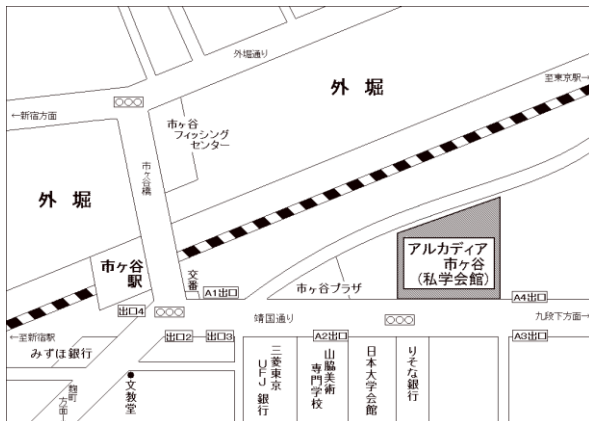 外堀通り
外 堀
至東京駅→
←新宿方面
市ヶ谷
フィッシング
センター
市ヶ谷橋
外 堀
アルカディア
市ヶ谷
(私学会館)
市ヶ谷
駅
交番
A1出口
市ヶ谷プラザ
A4出口
出口4
靖国通り
九段下方面→
←至新宿駅
出口2
出口3
A2出口
A3出口
みずほ銀行
麹町
方面
●文教堂
三菱東京
UFJ銀行
山脇美術
専門学校
日本大学会館
りそな銀行